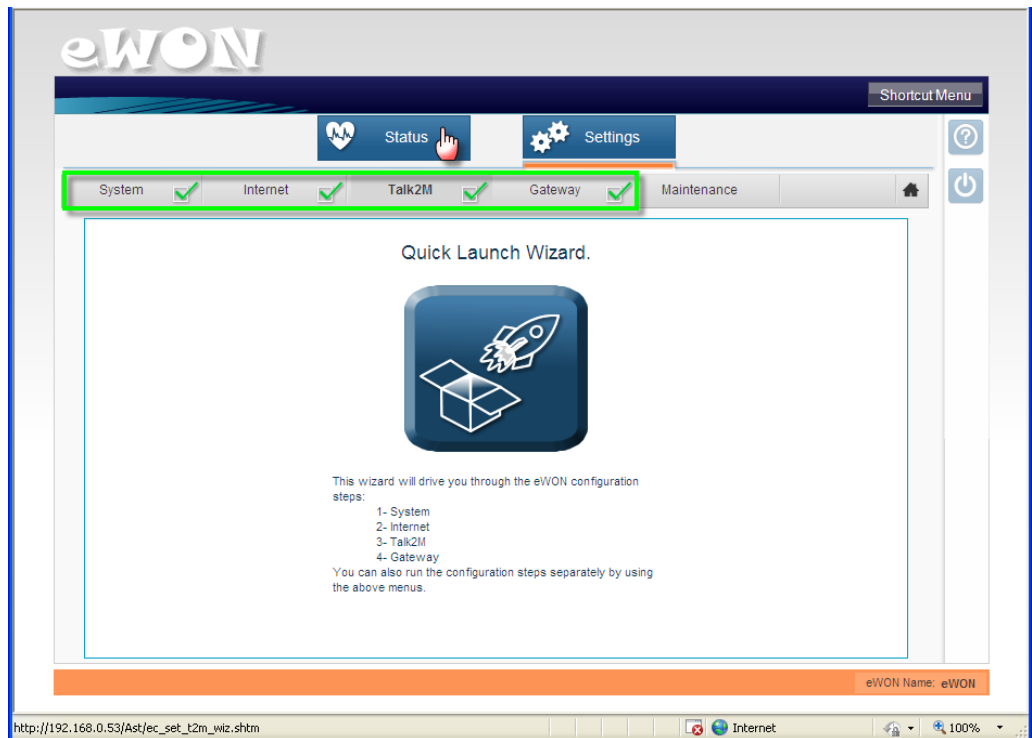 eWON
Shortcut Menu
Status
Settings
System
Internet
Talk2M
Gateway
Maintenance
Quick Launch Wizard.
This wizard will drive you through the eWON configuration
steps:
1- System
2- Internet
3- Talk2M
4- Gateway
You can also run the configuration steps separately by using
the above menus.
eWON Name: eWON
http://192.168.0.53/Ast/ec_set_t2m_wiz.shtm
Internet
100%